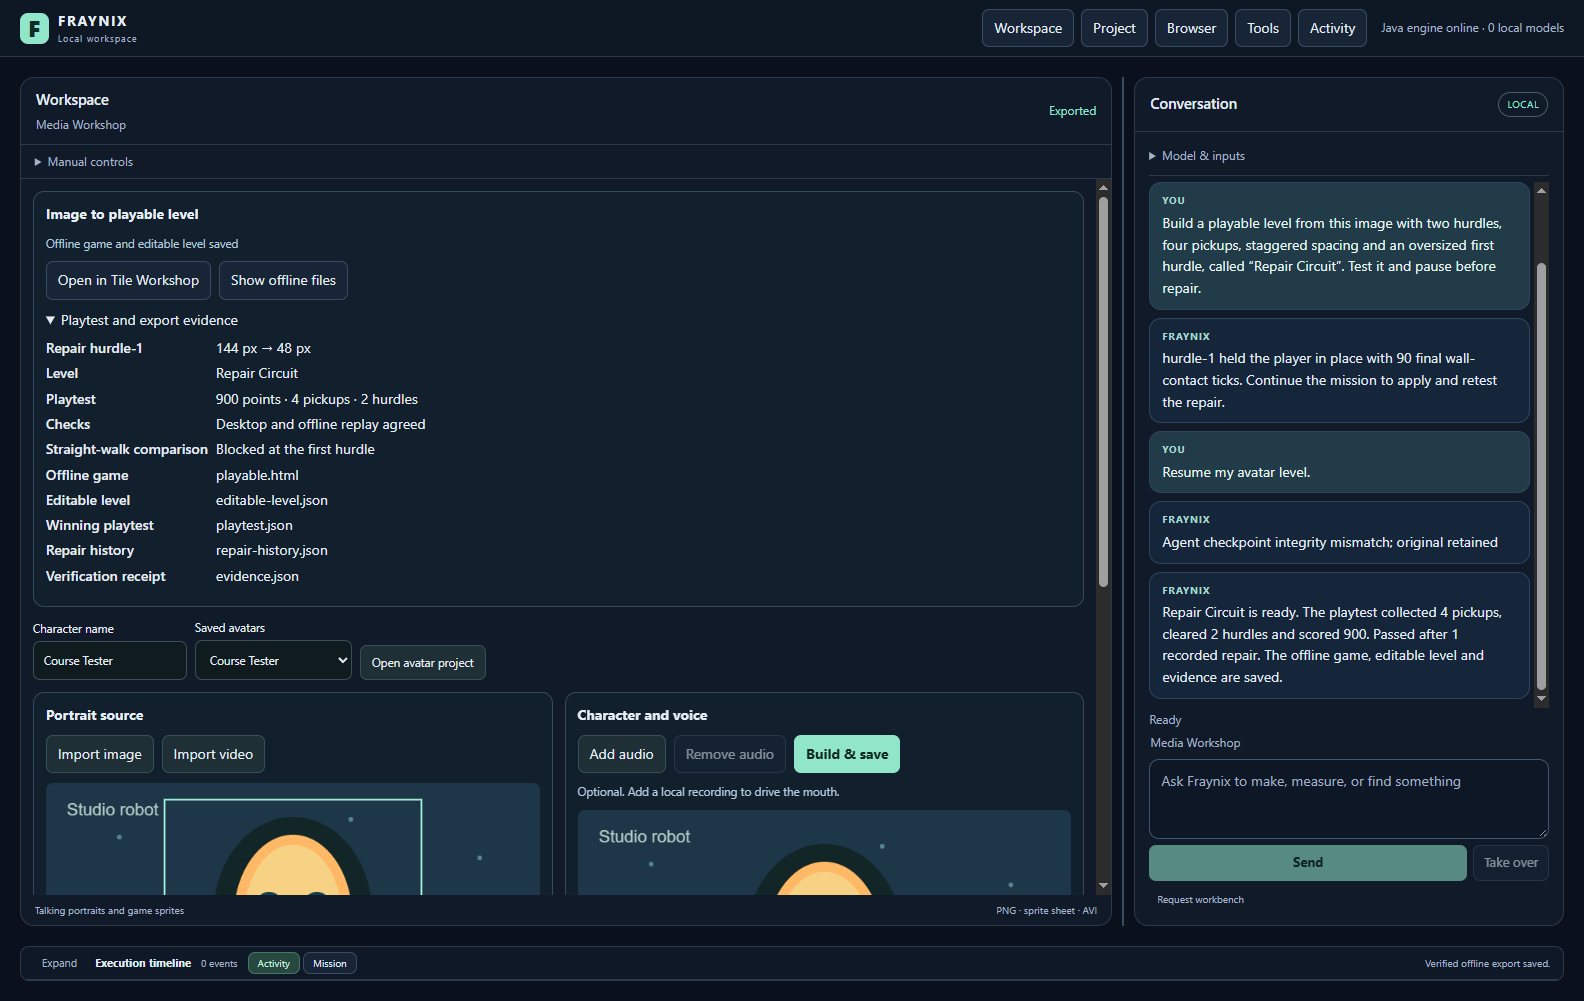 F
FRAYNIX
Local workspace
Workspace
Project
Browser
Tools
Activity
Java engine online · 0 local models
Workspace
Media Workshop
Exported
Manual controls
Image to playable level
Offline game and editable level saved
Open in Tile Workshop
Show offline files
Playtest and export evidence
Repair hurdle-1 144 px → 48 px
Level Repair Circuit
Playtest 900 points · 4 pickups · 2 hurdles
Checks Desktop and offline replay agreed
Straight-walk comparison Blocked at the first hurdle
Offline game playable.html
Editable level editable-level.json
Winning playtest playtest.json
Repair history repair-history.json
Verification receipt evidence.json
Character name
Saved avatars
Course Tester
Course Tester
Open avatar project
Portrait source
Import image
Import video
Studio robot
Character and voice
Add audio
Remove audio
Build & save
Optional. Add a local recording to drive the mouth.
Studio robot
Talking portraits and game sprites
PNG · sprite sheet · AVI
Conversation
LOCAL
Model & inputs
YOU
Build a playable level from this image with two hurdles,
four pickups, staggered spacing and an oversized first
hurdle, called “Repair Circuit”. Test it and pause before
repair.
FRAYNIX
hurdle-1 held the player in place with 90 final wall-
contact ticks. Continue the mission to apply and retest
the repair.
YOU
Resume my avatar level.
FRAYNIX
Agent checkpoint integrity mismatch; original retained
FRAYNIX
Repair Circuit is ready. The playtest collected 4 pickups,
cleared 2 hurdles and scored 900. Passed after 1
recorded repair. The offline game, editable level and
evidence are saved.
Ready
Media Workshop
Ask Fraynix to make, measure, or find something
Send
Take over
Request workbench
Expand
Execution timeline
0 events
Activity
Mission
Verified offline export saved.